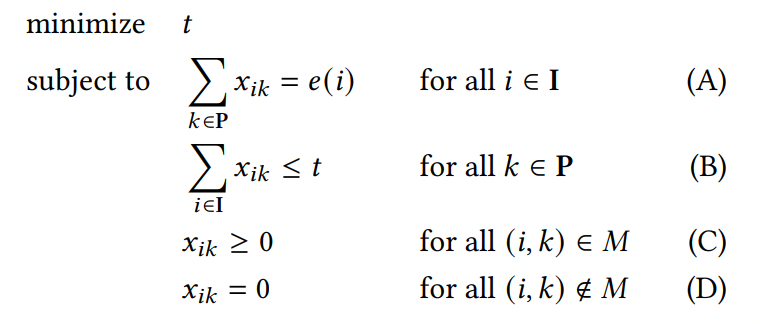 minimize t
subject to ∑_{k∈P} x_{ik} = e(i) for all i ∈ I (A)
∑_{i∈I} x_{ik} ≤ t for all k ∈ P (B)
x_{ik} ≥ 0 for all (i, k) ∈ M (C)
x_{ik} = 0 for all (i, k) ∉ M (D)